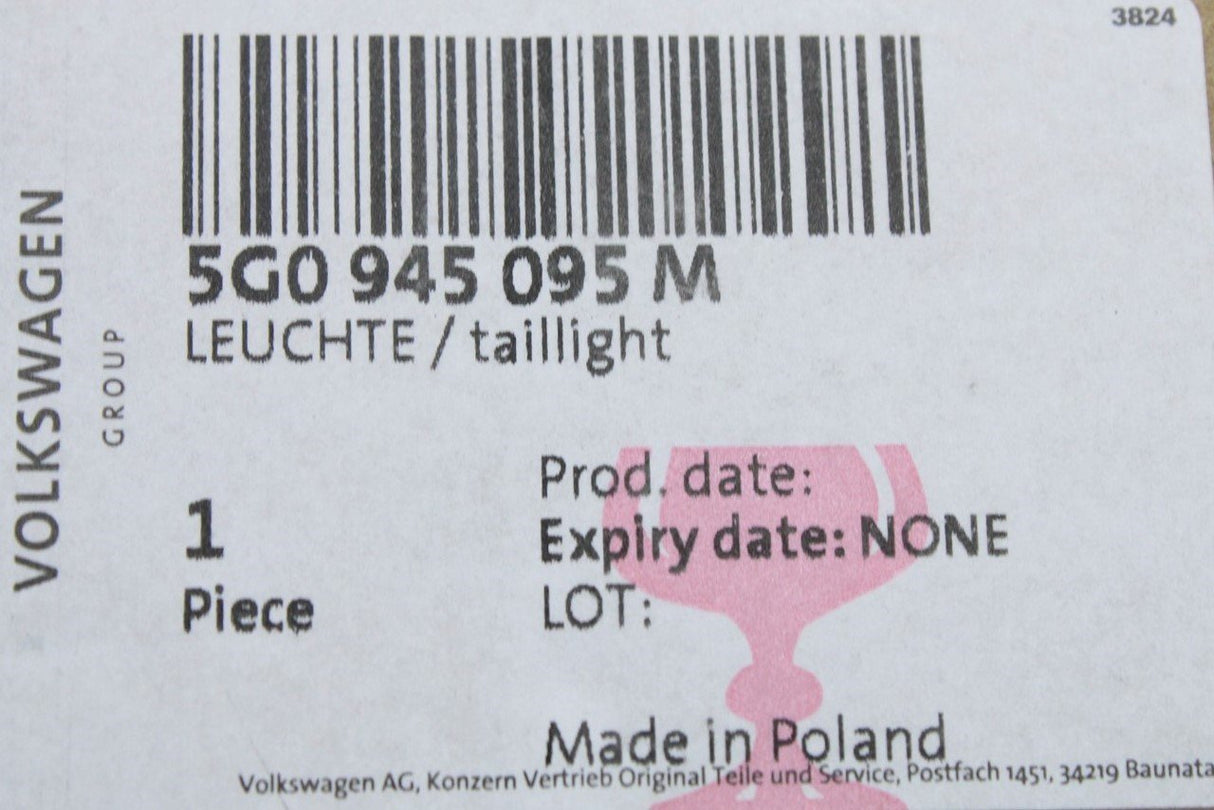 3824
VOLKSWAGEN
GROUP
5G0 945 095 M
LEUCHTE / taillight
1
Piece
Prod. date:
Expiry date: NONE
LOT:
Made in Poland
Volkswagen AG, Konzern Vertrieb Original Teile und Service, Postfach 1451, 34219 Baunata